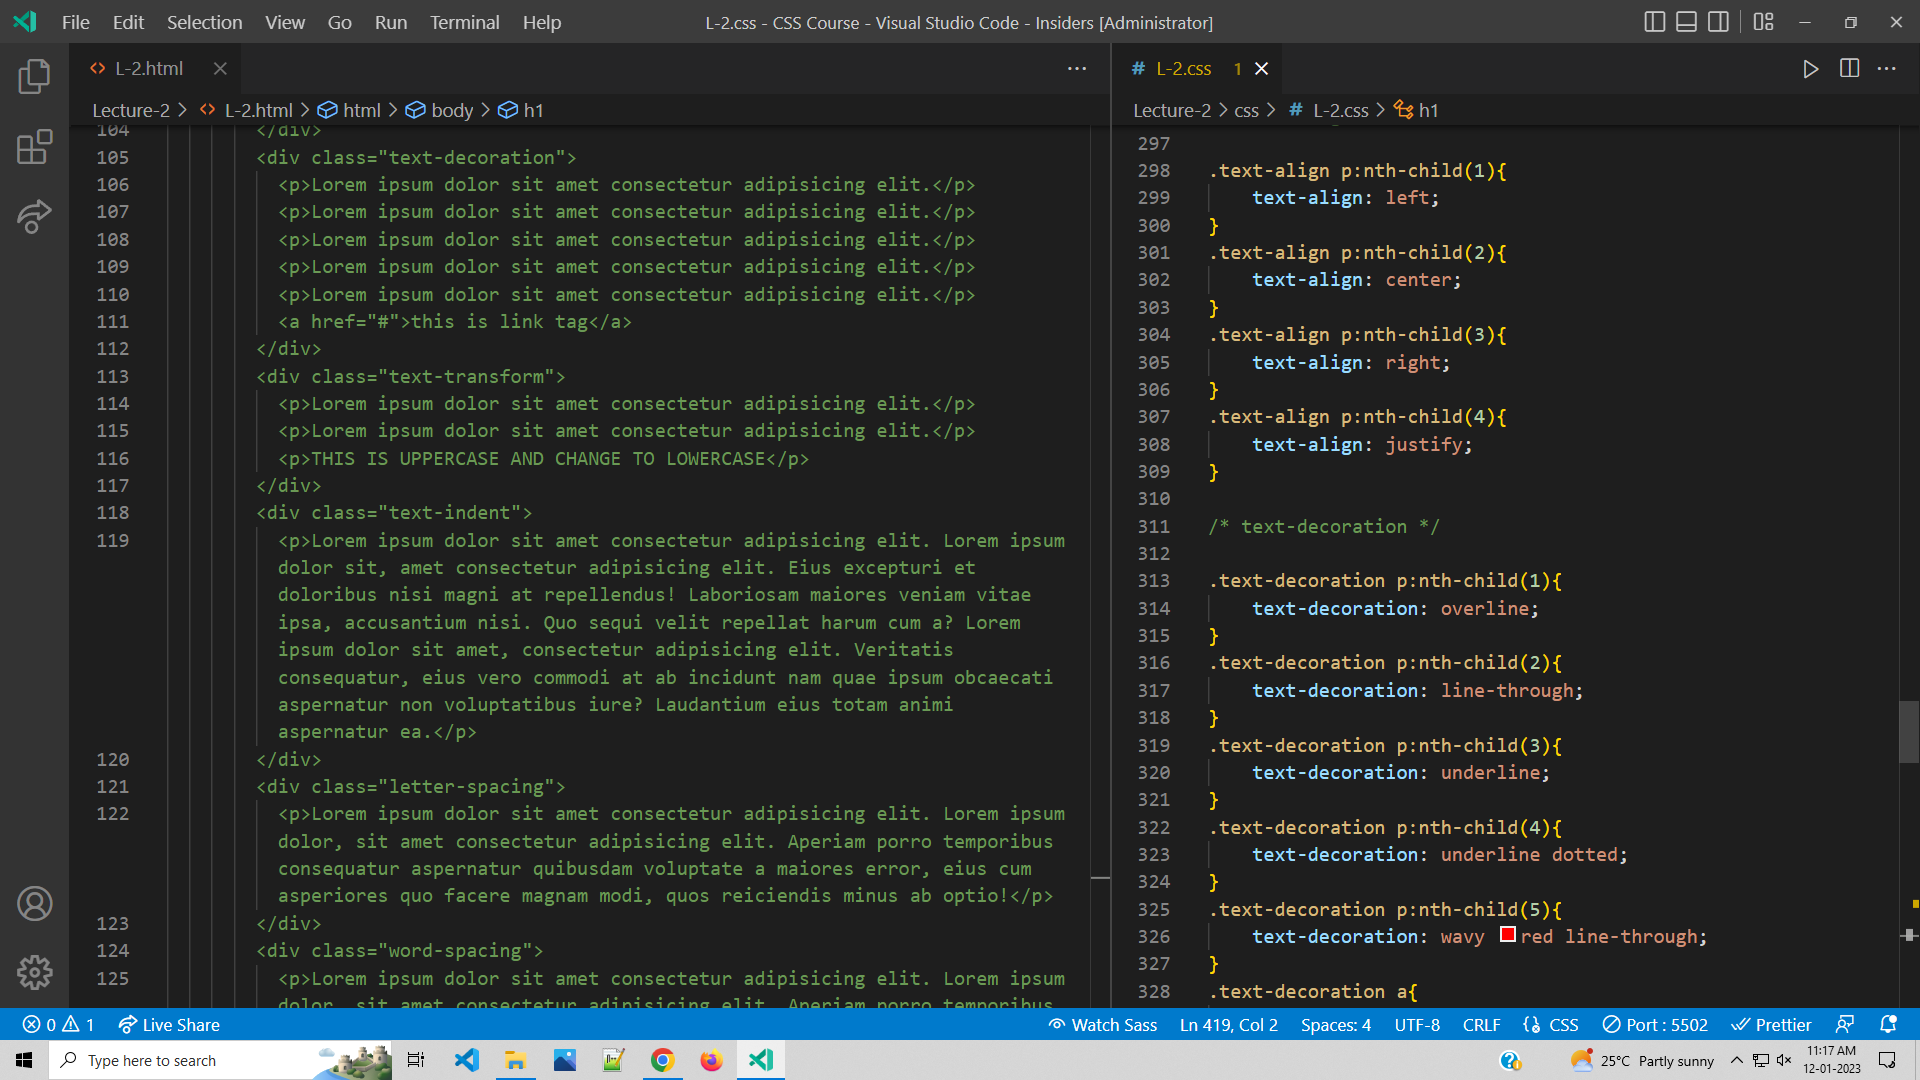 File Edit Selection View Go Run Terminal Help
L-2.css - CSS Course - Visual Studio Code - Insiders [Administrator]
L-2.html
Lecture-2 > L-2.html > html > body > h1
104 </div>
105 <div class="text-decoration">
106 <p>Lorem ipsum dolor sit amet consectetur adipisicing elit.</p>
107 <p>Lorem ipsum dolor sit amet consectetur adipisicing elit.</p>
108 <p>Lorem ipsum dolor sit amet consectetur adipisicing elit.</p>
109 <p>Lorem ipsum dolor sit amet consectetur adipisicing elit.</p>
110 <p>Lorem ipsum dolor sit amet consectetur adipisicing elit.</p>
111 <a href="#">this is link tag</a>
112 </div>
113 <div class="text-transform">
114 <p>Lorem ipsum dolor sit amet consectetur adipisicing elit.</p>
115 <p>Lorem ipsum dolor sit amet consectetur adipisicing elit.</p>
116 <p>THIS IS UPPERCASE AND CHANGE TO LOWERCASE</p>
117 </div>
118 <div class="text-indent">
119 <p>Lorem ipsum dolor sit amet consectetur adipisicing elit. Lorem ipsum
dolor sit, amet consectetur adipisicing elit. Eius excepturi et
doloribus nisi magni at repellendus! Laboriosam maiores veniam vitae
ipsa, accusantium nisi. Quo sequi velit repellat harum cum a? Lorem
ipsum dolor sit amet, consectetur adipisicing elit. Veritatis
consequatur, eius vero commodi at ab incidunt nam quae ipsum obcaecati
aspernatur non voluptatibus iure? Laudantium eius totam animi
aspernatur ea.</p>
120 </div>
121 <div class="letter-spacing">
122 <p>Lorem ipsum dolor sit amet consectetur adipisicing elit. Lorem ipsum
dolor, sit amet consectetur adipisicing elit. Aperiam porro temporibus
consequatur aspernatur quibusdam voluptate a maiores error, eius cum
asperiores quo facere magnam modi, quos reiciendis minus ab optio!</p>
123 </div>
124 <div class="word-spacing">
125 <p>Lorem ipsum dolor sit amet consectetur adipisicing elit. Lorem ipsum
dolor, sit amet consectetur adipisicing elit. Aperiam porro temporibus
L-2.css 1
Lecture-2 > css > L-2.css > h1
297
298 .text-align p:nth-child(1){
299 text-align: left;
300 }
301 .text-align p:nth-child(2){
302 text-align: center;
303 }
304 .text-align p:nth-child(3){
305 text-align: right;
306 }
307 .text-align p:nth-child(4){
308 text-align: justify;
309 }
310
311 /* text-decoration */
312
313 .text-decoration p:nth-child(1){
314 text-decoration: overline;
315 }
316 .text-decoration p:nth-child(2){
317 text-decoration: line-through;
318 }
319 .text-decoration p:nth-child(3){
320 text-decoration: underline;
321 }
322 .text-decoration p:nth-child(4){
323 text-decoration: underline dotted;
324 }
325 .text-decoration p:nth-child(5){
326 text-decoration: wavy red line-through;
327 }
328 .text-decoration a{
0 1 Live Share Watch Sass Ln 419, Col 2 Spaces: 4 UTF-8 CRLF CSS Port : 5502 Prettier
Type here to search
25°C Partly sunny
11:17 AM
12-01-2023